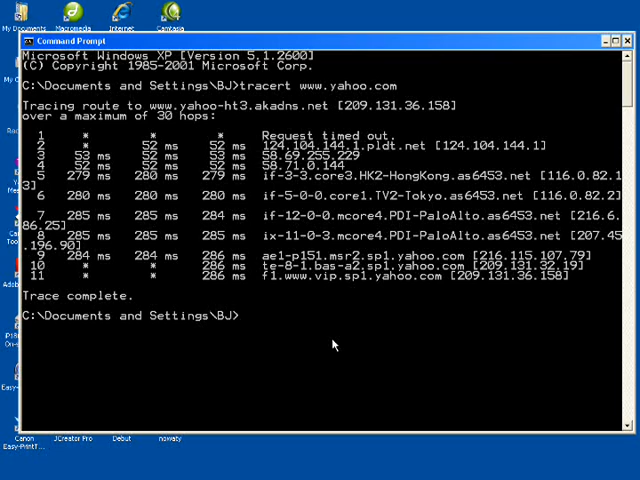 My Documents
Macromedia
Internet
Camtasia
Command Prompt
Microsoft Windows XP [Version 5.1.2600]
(C) Copyright 1985-2001 Microsoft Corp.
C:\Documents and Settings\BJ>tracert www.yahoo.com
Tracing route to www.yahoo-ht3.akadns.net [209.131.36.158]
over a maximum of 30 hops:
1 * * * Request timed out.
2 * 52 ms 52 ms 124.104.144.1.pldt.net [124.104.144.1]
3 53 ms 52 ms 52 ms 58.69.255.229
4 52 ms 52 ms 52 ms 58.71.0.144
5 279 ms 280 ms 279 ms if-3-3.core3.HK2-HongKong.as6453.net [116.0.82.1
3]
6 280 ms 280 ms 280 ms if-5-0-0.core1.TV2-Tokyo.as6453.net [116.0.82.2]
7 285 ms 285 ms 284 ms if-12-0-0.mcore4.PDI-PaloAlto.as6453.net [216.6.
86.25]
8 285 ms 285 ms 285 ms ix-11-0-3.mcore4.PDI-PaloAlto.as6453.net [207.45
.196.90]
9 284 ms 284 ms 286 ms ae1-p151.msr2.sp1.yahoo.com [216.115.107.79]
10 * * 286 ms te-8-1.bas-a2.sp1.yahoo.com [209.131.32.19]
11 * * 286 ms f1.www.vip.sp1.yahoo.com [209.131.36.158]
Trace complete.
C:\Documents and Settings\BJ>
Canon
Easy-PrintT...
JCreator Pro
Debut
nowaty